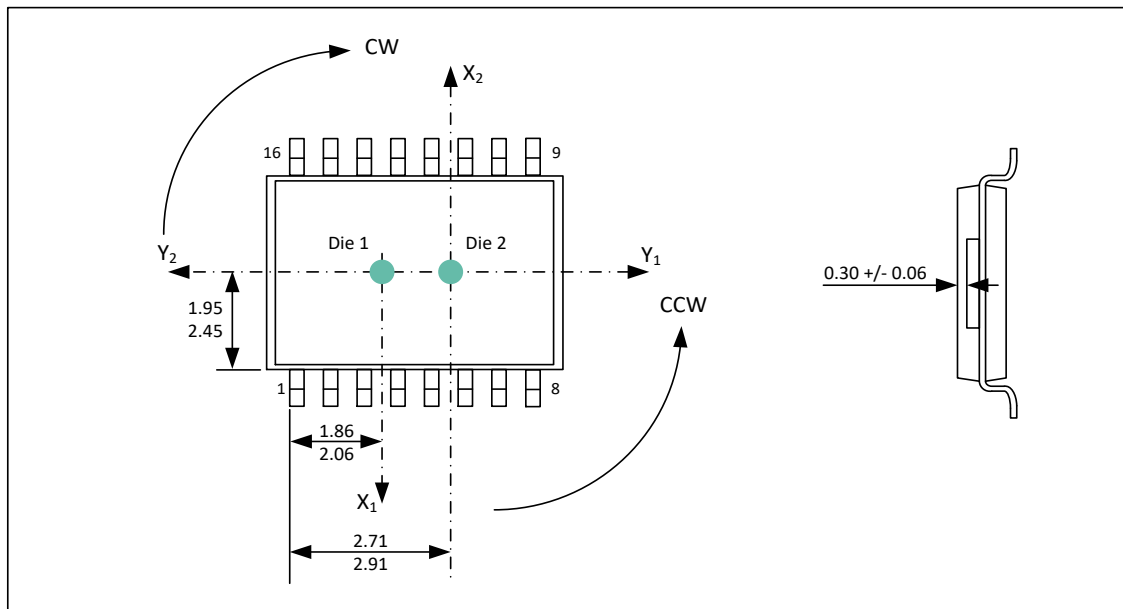 CW
X2
16
9
Die 1
Die 2
Y2
Y1
0.30 +/- 0.06
1.95
2.45
CCW
1
8
1.86
2.06
X1
2.71
2.91